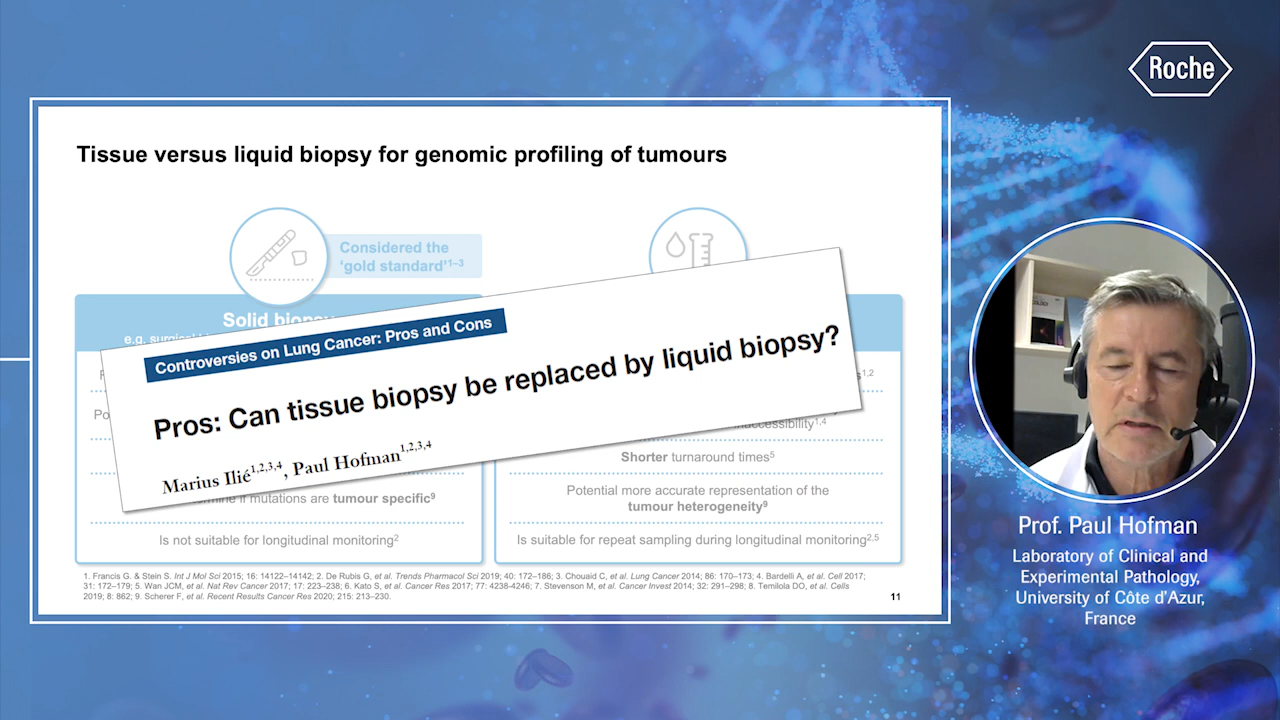 Roche
Tissue versus liquid biopsy for genomic profiling of tumours
Considered the
‘gold standard’1–3
Solid biopsy
e.g. surgical
Controversies on Lung Cancer: Pros and Cons
Pros: Can tissue biopsy be replaced by liquid biopsy?
Marius Ilié1,2,3,4, Paul Hofman1,2,3,4
mutations are tumour specific9
Is not suitable for longitudinal monitoring2
inaccessibility1,4
Shorter turnaround times5
Potential more accurate representation of the
tumour heterogeneity9
Is suitable for repeat sampling during longitudinal monitoring2,5
1. Francis G. & Stein S. Int J Mol Sci 2015; 16: 14122–14142; 2. De Rubis G, et al. Trends Pharmacol Sci 2019; 40: 172–186; 3. Chouaid C, et al. Lung Cancer 2014; 86: 170–173; 4. Bardelli A, et al. Cell 2017;
31: 172–179; 5. Wan JCM, et al. Nat Rev Cancer 2017; 17: 223–238; 6. Kato S, et al. Cancer Res 2017; 77: 4238-4246; 7. Stevenson M, et al. Cancer Invest 2014; 32: 291–298; 8. Temilola DO, et al. Cells
2019; 8: 862; 9. Scherer F, et al. Recent Results Cancer Res 2020; 215: 213–230.
11
Prof. Paul Hofman
Laboratory of Clinical and
Experimental Pathology,
University of Côte d’Azur,
France